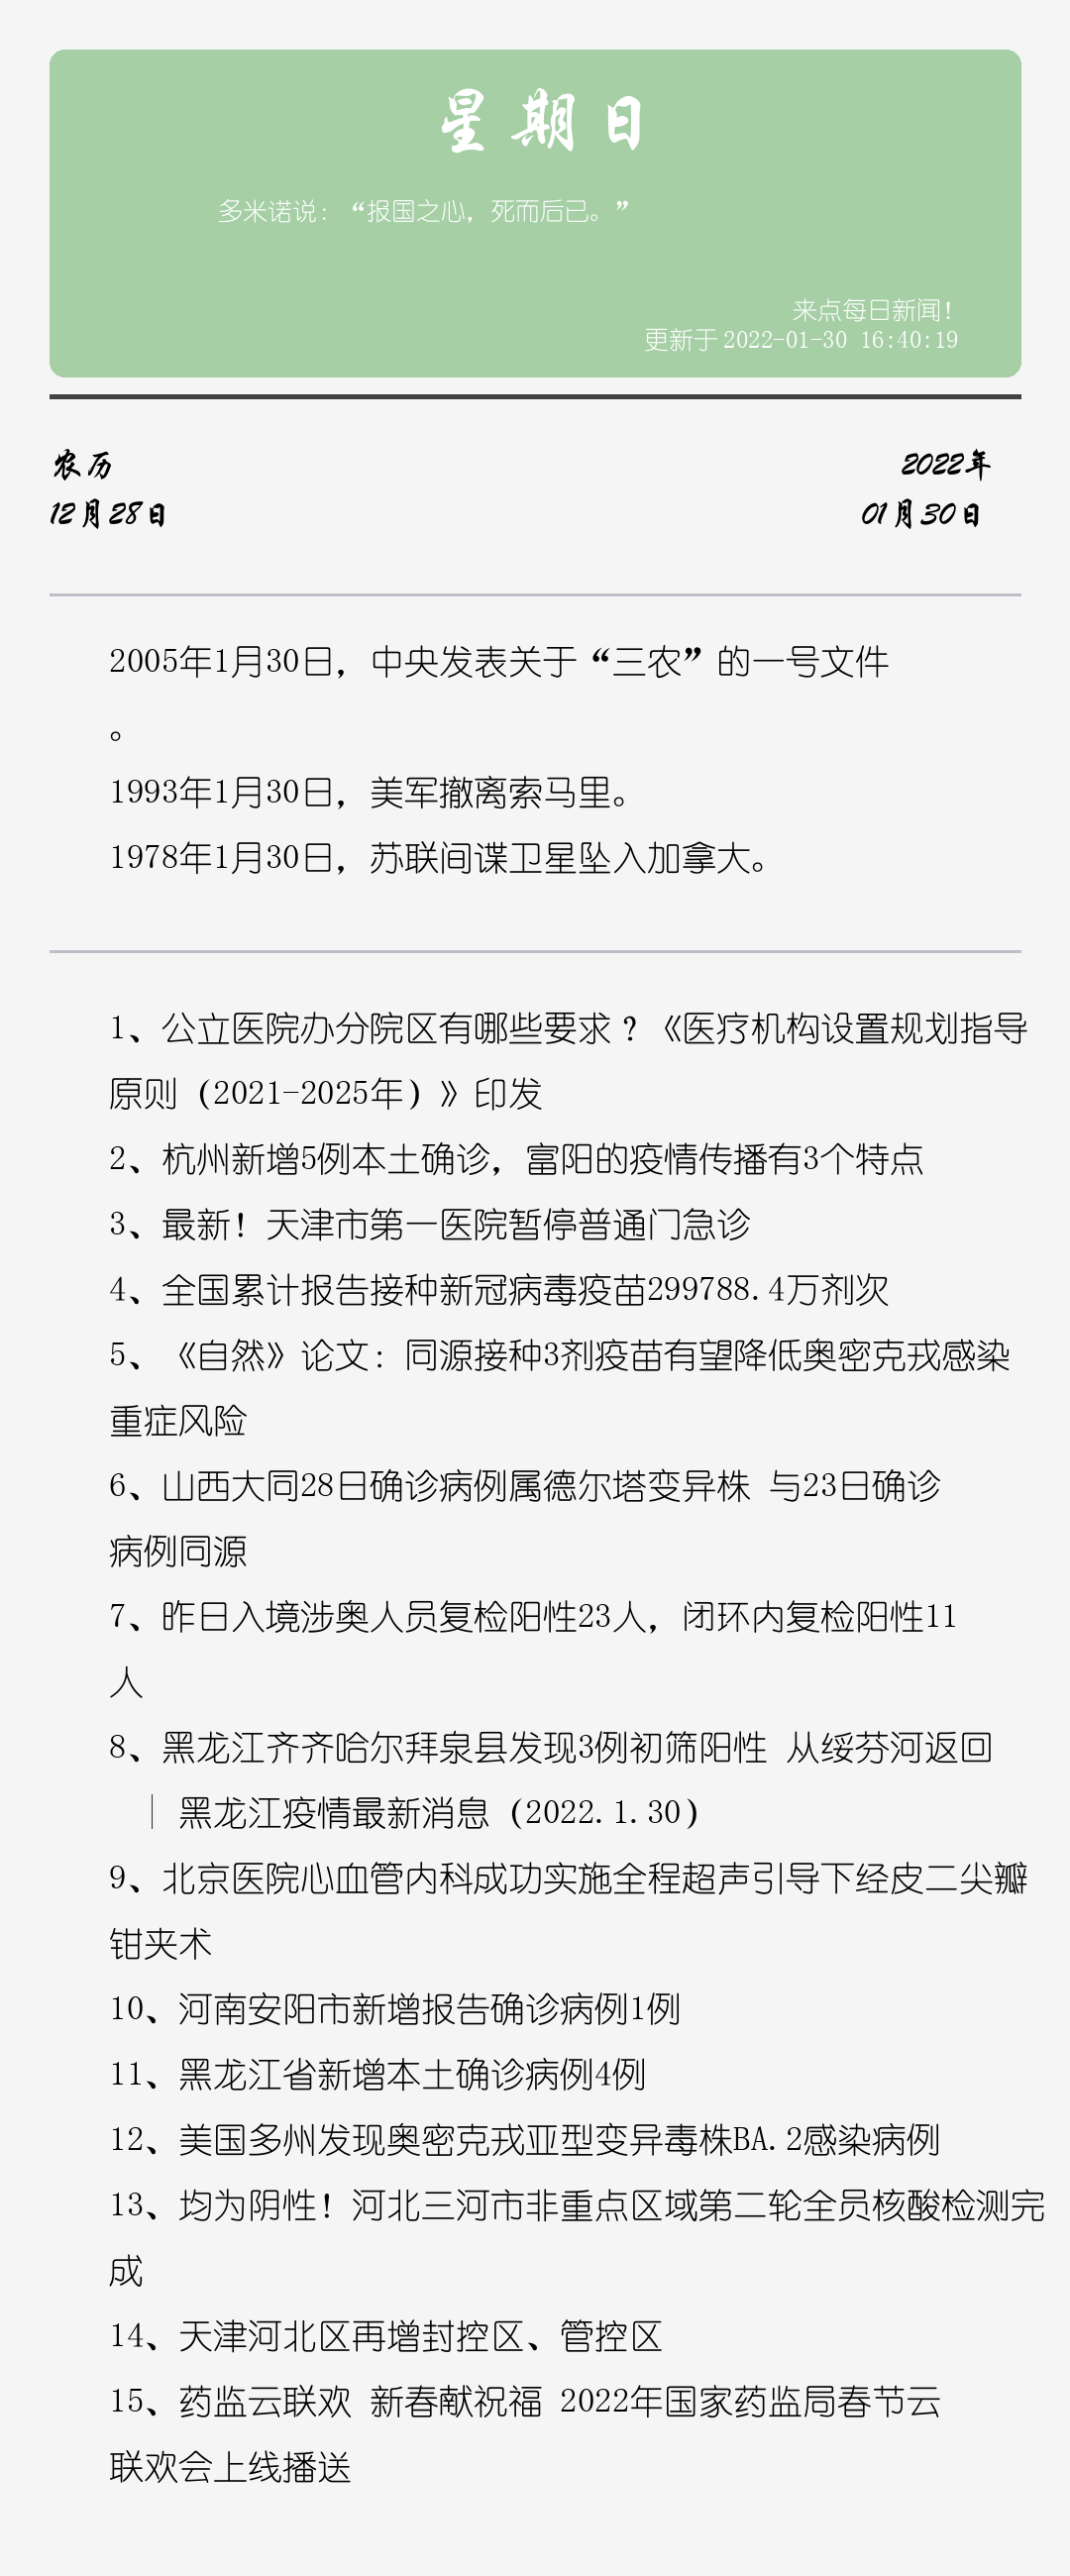 星期日
多米诺说：“报国之心，死而后已。”
来点每日新闻！
更新于 2022-01-30 16:40:19
农历
2022年
12月28日
01月30日
2005年1月30日，中央发表关于“三农”的一号文件
。
1993年1月30日，美军撤离索马里。
1978年1月30日，苏联间谍卫星坠入加拿大。
1、公立医院办分院区有哪些要求？《医疗机构设置规划指导
原则（2021-2025年）》印发
2、杭州新增5例本土确诊，富阳的疫情传播有3个特点
3、最新！天津市第一医院暂停普通门急诊
4、全国累计报告接种新冠病毒疫苗299788.4万剂次
5、《自然》论文：同源接种3剂疫苗有望降低奥密克戎感染
重症风险
6、山西大同28日确诊病例属德尔塔变异株 与23日确诊
病例同源
7、昨日入境涉奥人员复检阳性23人，闭环内复检阳性11
人
8、黑龙江齐齐哈尔拜泉县发现3例初筛阳性 从绥芬河返回
｜黑龙江疫情最新消息（2022.1.30）
9、北京医院心血管内科成功实施全程超声引导下经皮二尖瓣
钳夹术
10、河南安阳市新增报告确诊病例1例
11、黑龙江省新增本土确诊病例4例
12、美国多州发现奥密克戎亚型变异毒株BA.2感染病例
13、均为阴性！河北三河市非重点区域第二轮全员核酸检测完
成
14、天津河北区再增封控区、管控区
15、药监云联欢 新春献祝福 2022年国家药监局春节云
联欢会上线播送